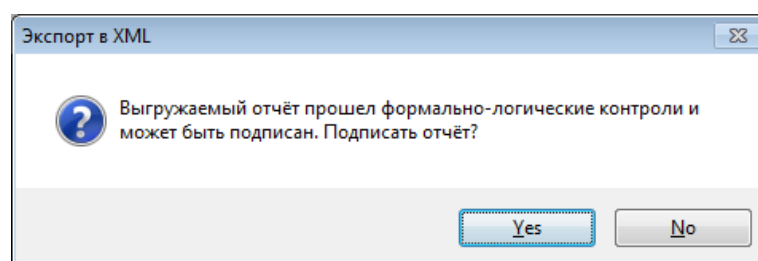 Экспорт в XML
Выгружаемый отчёт прошел формально-логические контроли и
может быть подписан. Подписать отчёт?
Yes
No